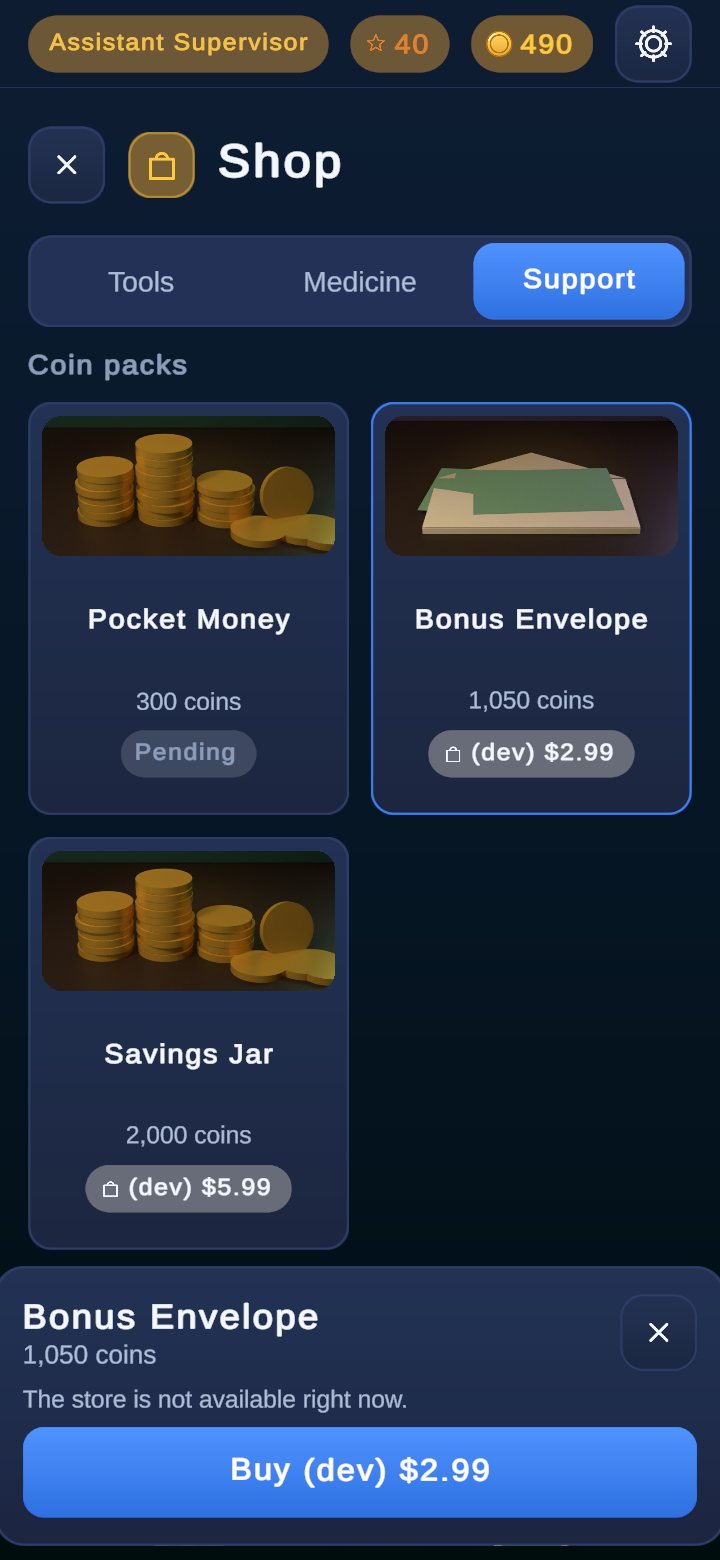 Assistant Supervisor
40
490
Shop
Tools
Medicine
Support
Coin packs
Pocket Money
300 coins
Pending
Bonus Envelope
1,050 coins
(dev) $2.99
Savings Jar
2,000 coins
(dev) $5.99
Bonus Envelope
1,050 coins
The store is not available right now.
Buy (dev) $2.99